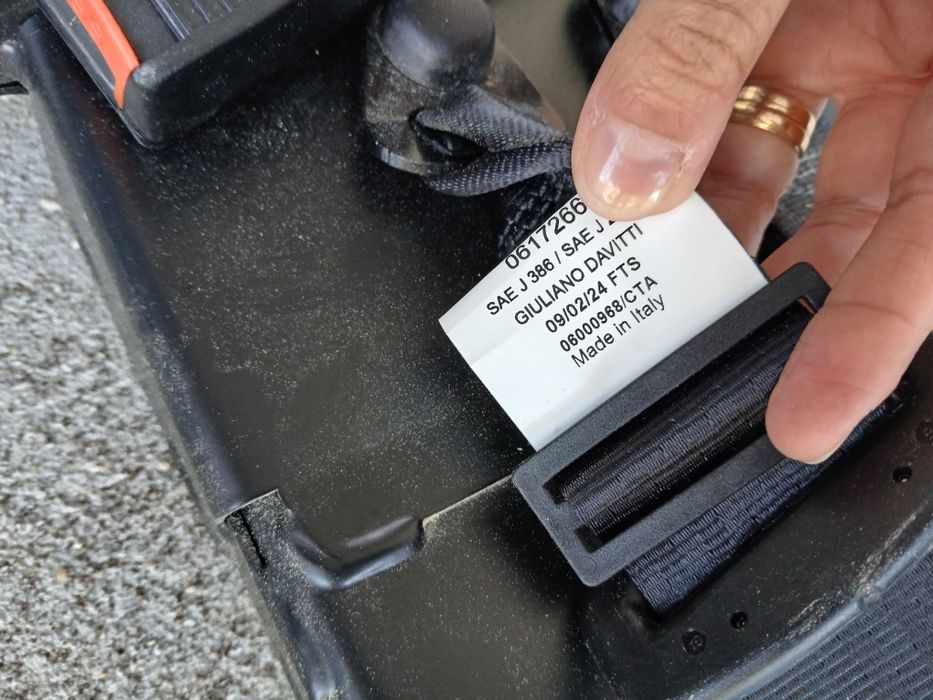 0617266
SAE J 386 / SAE J
GIULIANO DAVITTI
09/02/24 FTS
06000968/CTA
Made in Italy